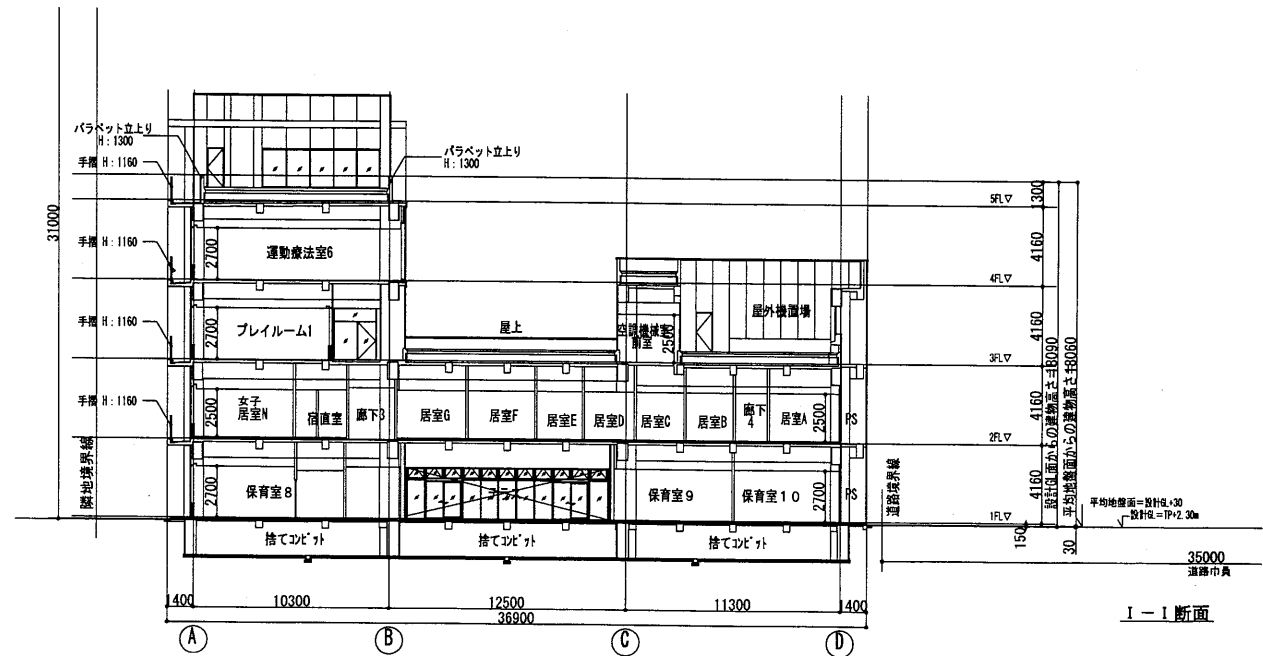 パラペット立上り
H：1300
手摺 H：1160
パラペット立上り
H：1300
5FL▽
1300
31000
手摺 H：1160
2700
運動療法室6
4160
4FL▽
手摺 H：1160
2700
プレイルーム1
屋上
空調機械室
前室
2500
屋外機置場
4160
3FL▽
手摺 H：1160
2500
女子
居室N
宿直室
廊下3
居室G
居室F
居室E
居室D
居室C
居室B
廊下
4
居室A
2500
PS
4160
2FL▽
設計GL面からの建物高さ=18090
平均地盤面からの建物高さ=18060
隣地境界線
2700
保育室8
保育室9
保育室10
2700
PS
道路境界線
4160
1FL▽
平均地盤面＝設計GL+30
設計GL＝TP+2.30m
150
30
捨てコンピット
捨てコンピット
捨てコンピット
35000
道路巾員
1400
10300
12500
11300
1400
36900
I－I断面
A
B
C
D